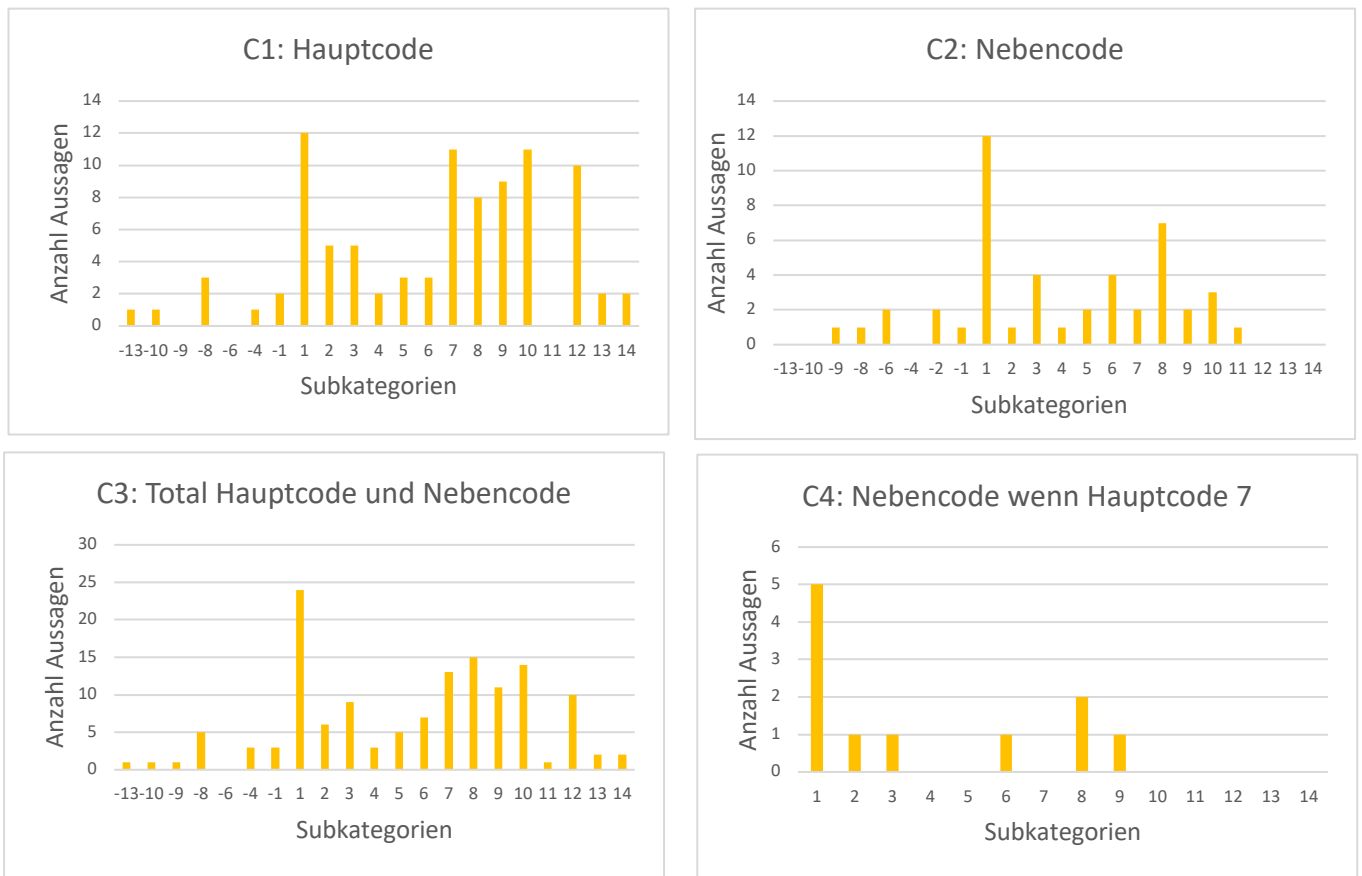 C1: Hauptcode
Anzahl Aussagen
14
12
10
8
6
4
2
0
-13 -10 -9 -8 -6 -4 -1 1 2 3 4 5 6 7 8 9 10 11 12 13 14
Subkategorien
C2: Nebencode
Anzahl Aussagen
14
12
10
8
6
4
2
0
-13 -10 -9 -8 -6 -4 -2 -1 1 2 3 4 5 6 7 8 9 10 11 12 13 14
Subkategorien
C3: Total Hauptcode und Nebencode
Anzahl Aussagen
30
25
20
15
10
5
0
-13 -10 -9 -8 -6 -4 -1 1 2 3 4 5 6 7 8 9 10 11 12 13 14
Subkategorien
C4: Nebencode wenn Hauptcode 7
Anzahl Aussagen
6
5
4
3
2
1
0
1 2 3 4 5 6 7 8 9 10 11 12 13 14
Subkategorien